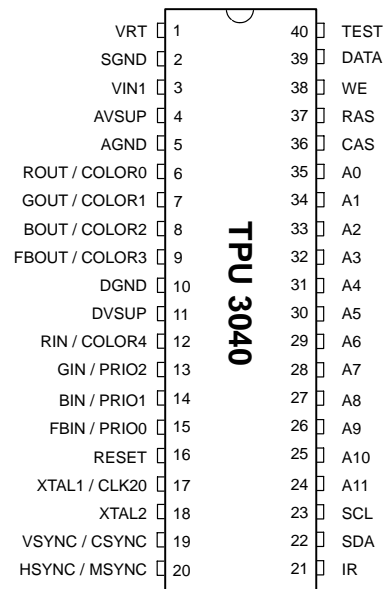 VRT 1 40 TEST
SGND 2 39 DATA
VIN1 3 38 WE
AVSUP 4 37 RAS
AGND 5 36 CAS
ROUT / COLOR0 6 35 A0
GOUT / COLOR1 7 34 A1
BOUT / COLOR2 8 33 A2
FBOUT / COLOR3 9 32 A3
DGND 10 31 A4
DVSUP 11 30 A5
RIN / COLOR4 12 29 A6
GIN / PRIO2 13 28 A7
BIN / PRIO1 14 27 A8
FBIN / PRIO0 15 26 A9
RESET 16 25 A10
XTAL1 / CLK20 17 24 A11
XTAL2 18 23 SCL
VSYNC / CSYNC 19 22 SDA
HSYNC / MSYNC 20 21 IR
TPU 3040